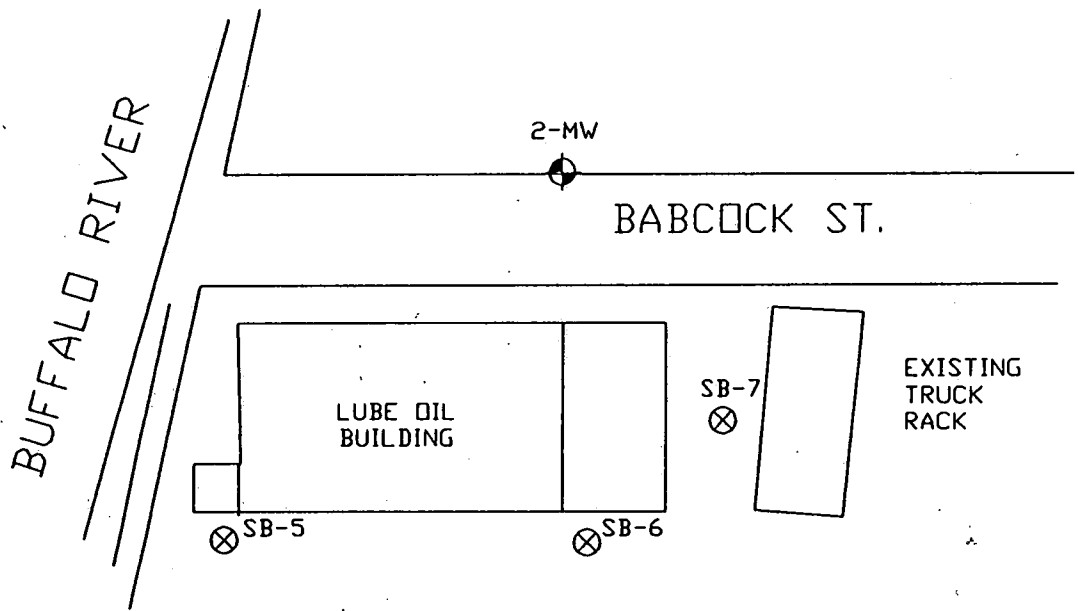 BUFFALO RIVER
2-MW
BABCOCK ST.
LUBE OIL
BUILDING
SB-7
EXISTING
TRUCK
RACK
SB-5
SB-6